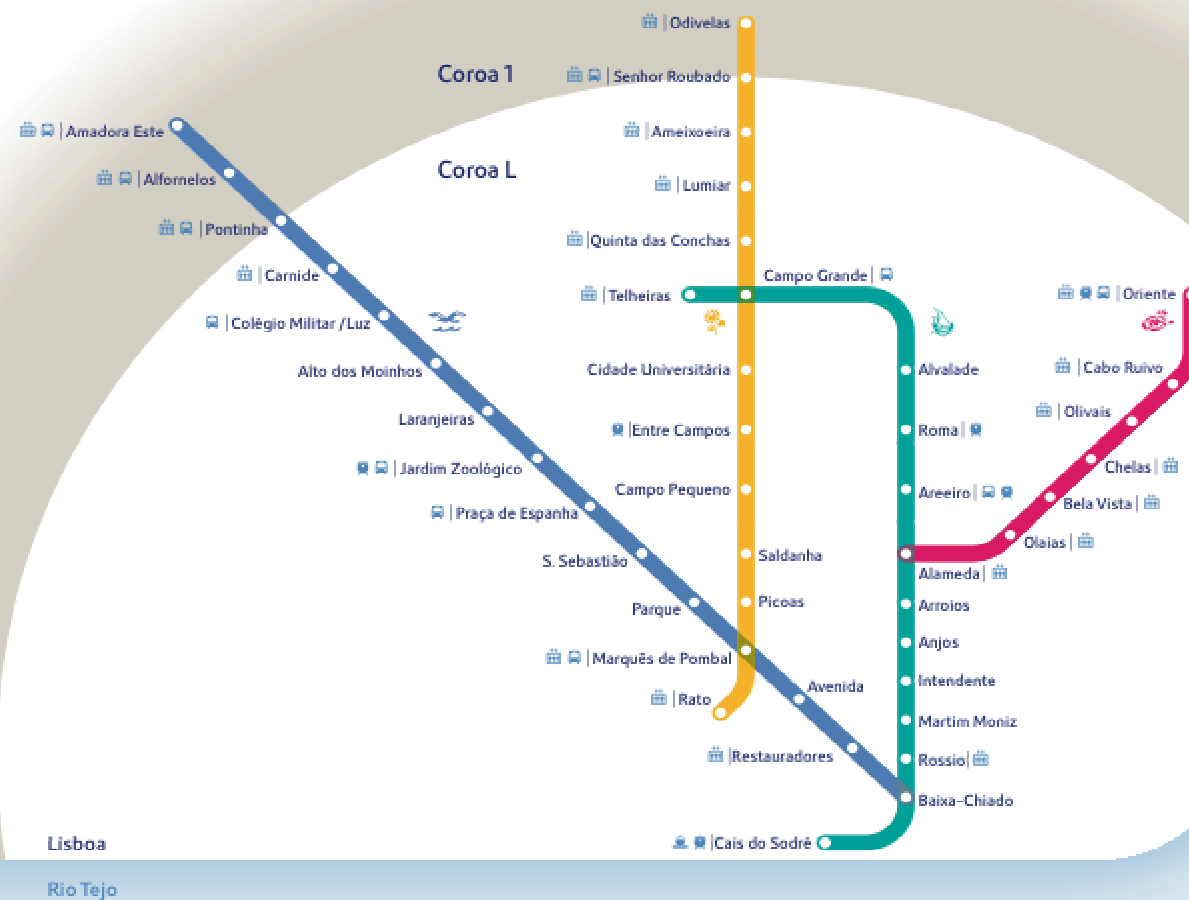 Odivelas
Coroa 1
Senhor Roubado
Amadora Este
Ameixoeira
Coroa L
Alfornelos
Lumiar
Pontinha
Quinta das Conchas
Carnide
Campo Grande
Telheiras
Oriente
Colégio Militar /Luz
Alto dos Moinhos
Cidade Universitária
Alvalade
Cabo Ruivo
Laranjeiras
Olivais
Entre Campos
Roma
Jardim Zoológico
Chelas
Campo Pequeno
Areeiro
Bela Vista
Praça de Espanha
Olaias
S. Sebastião
Saldanha
Alameda
Parque
Picoas
Arroios
Anjos
Marquês de Pombal
Intendente
Avenida
Rato
Martim Moniz
Restauradores
Rossio
Baixa-Chiado
Cais do Sodré
Lisboa
Rio Tejo